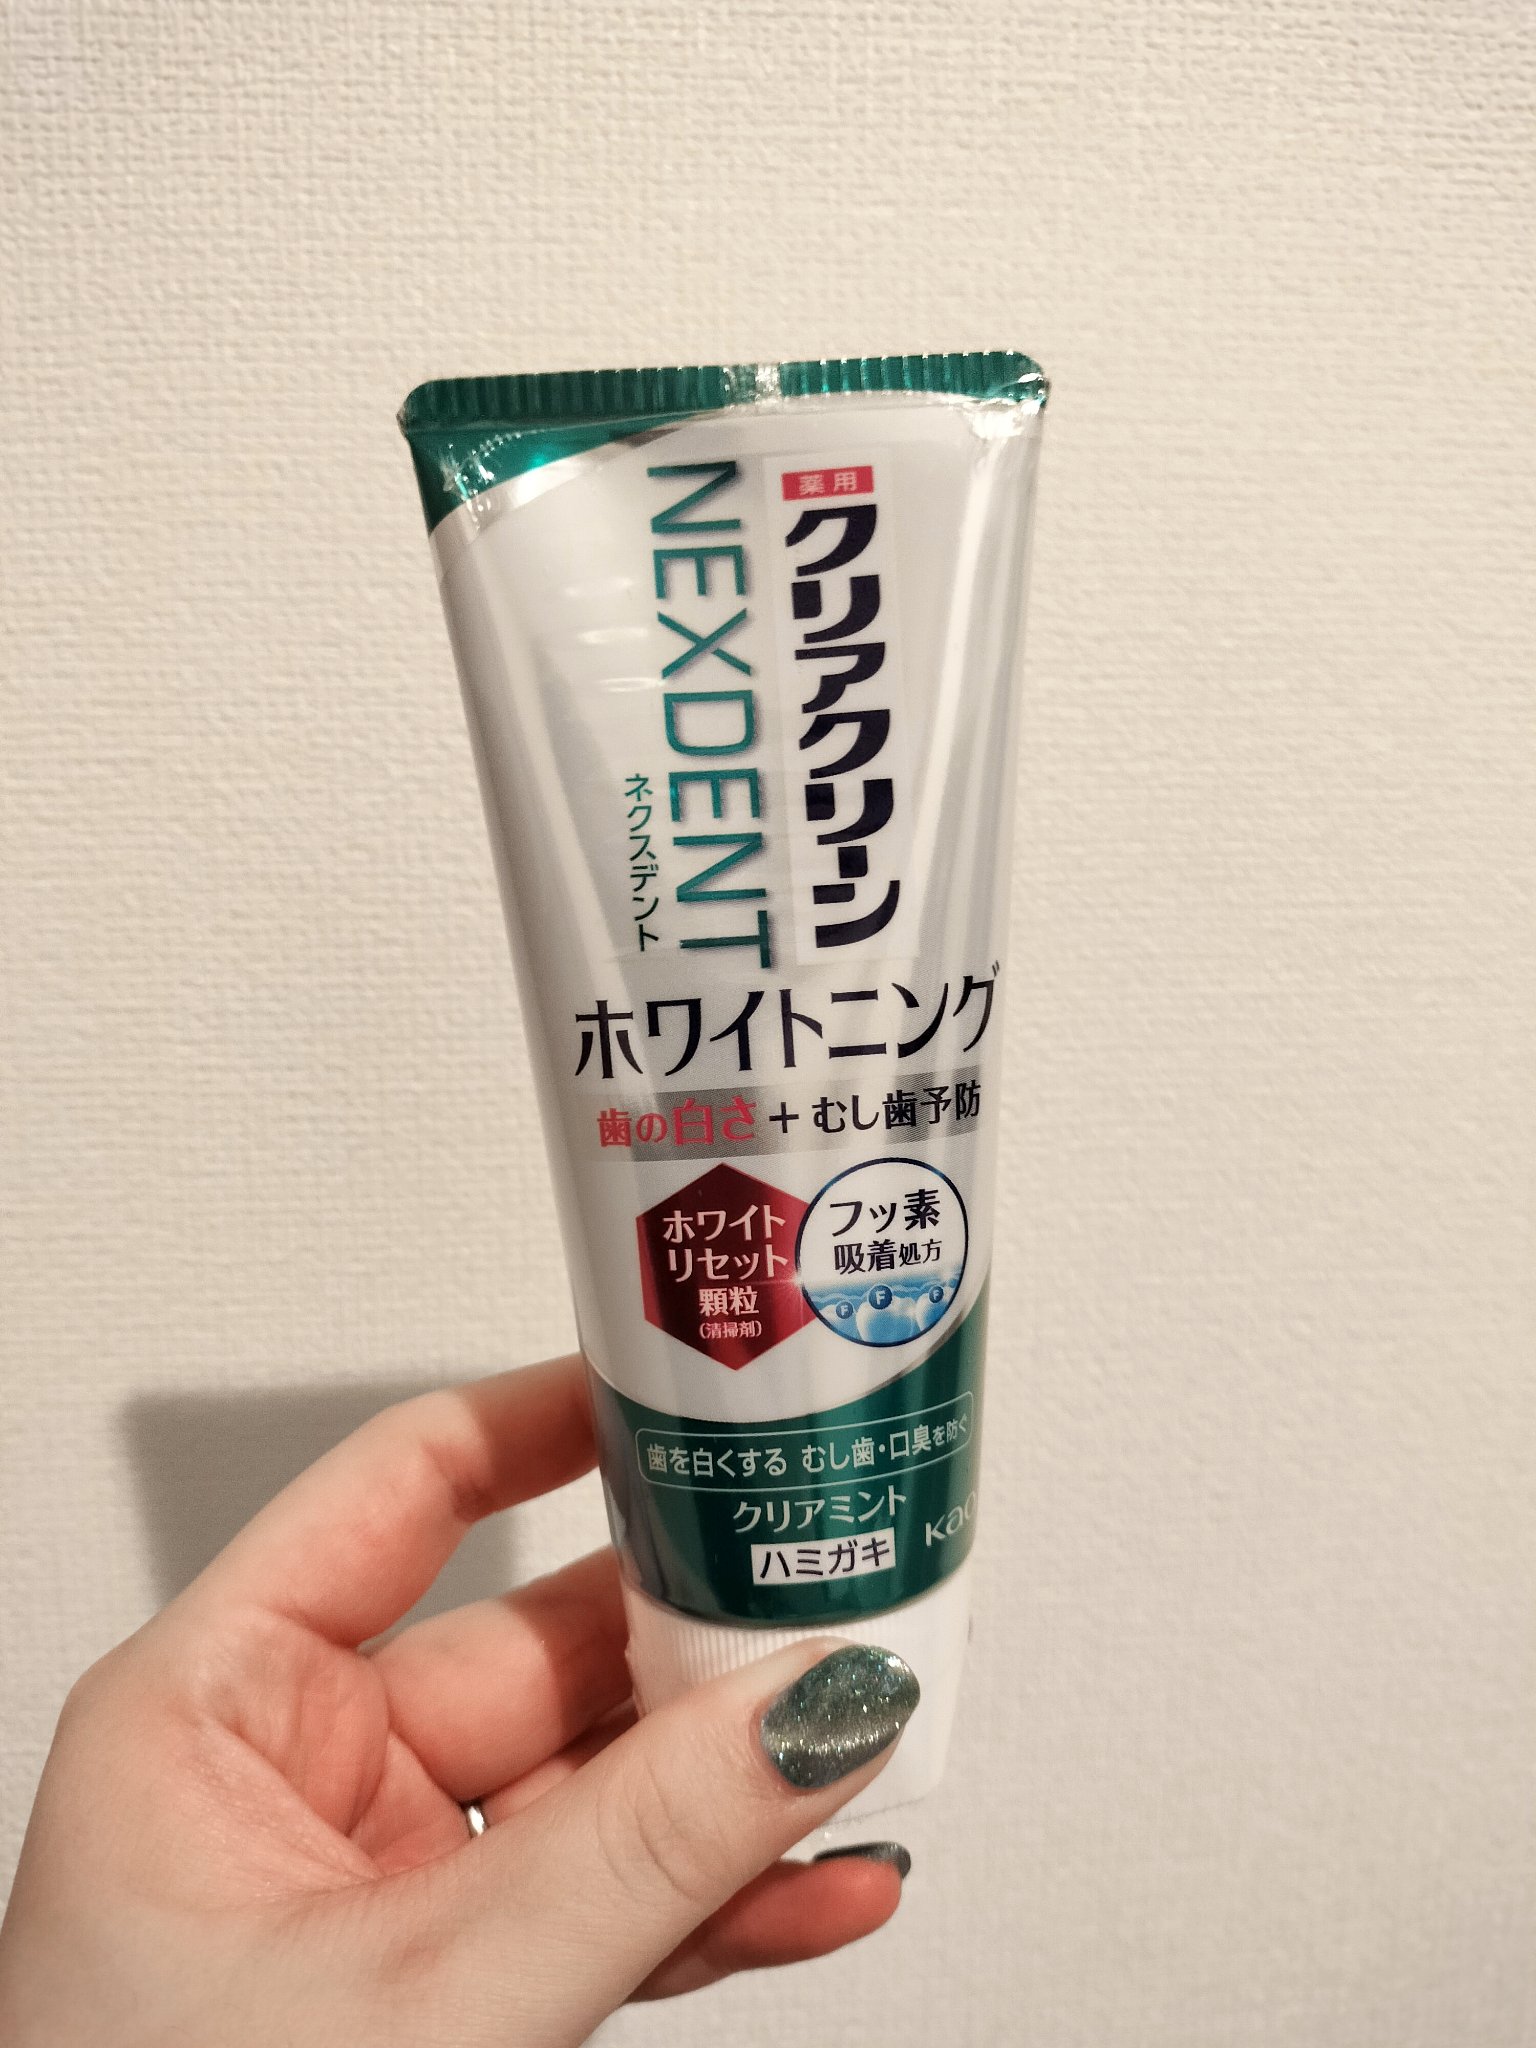 薬用
クリアクリーン
NEXDENT
ネクスデント
ホワイトニング
歯の白さ + むし歯予防
ホワイト
リセット
顆粒
(清掃剤)
フッ素
吸着処方
F F F
歯を白くする むし歯・口臭を防ぐ
クリアミント
ハミガキ
Kao